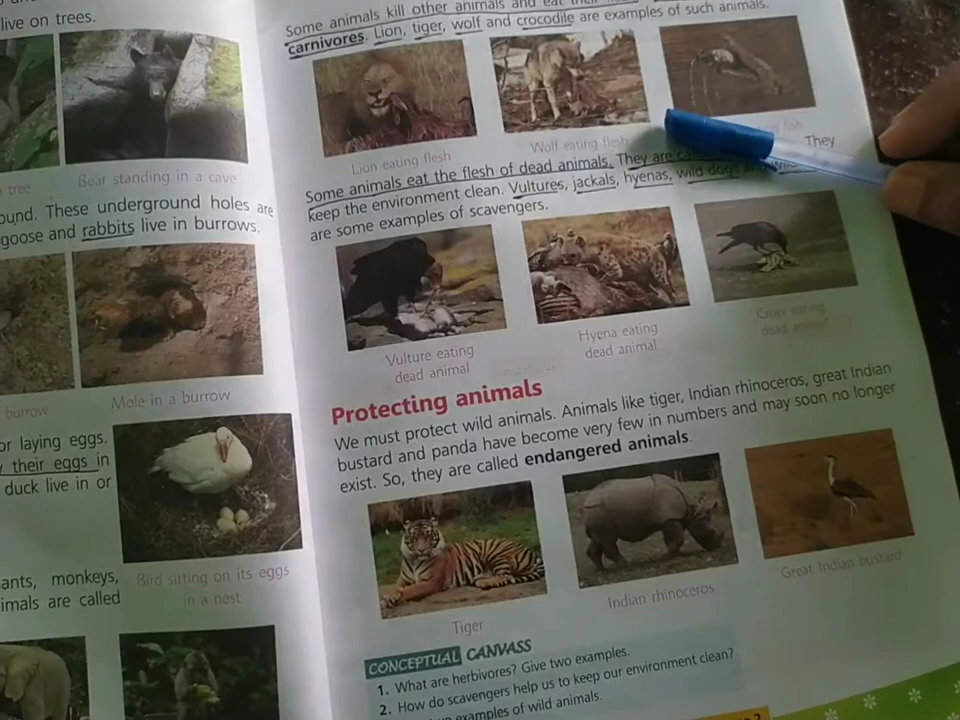 live on trees.
tree
Bear standing in a cave
ound. These underground holes are
goose and rabbits live in burrows.
burrow
Mole in a burrow
or laying eggs.
their eggs in
duck live in or
Bird sitting on its eggs
in a nest
ants, monkeys,
imals are called
Some animals kill other animals and eat their
carnivores. Lion, tiger, wolf and crocodile are examples of such animals.
Lion eating flesh
Wolf eating flesh
Some animals eat the flesh of dead animals. They are They
keep the environment clean. Vultures, jackals, hyenas, wild dogs
are some examples of scavengers.
Vulture eating
dead animal
Hyena eating
dead animal
Crow eating
dead animal
Protecting animals
We must protect wild animals. Animals like tiger, Indian rhinoceros, great Indian
bustard and panda have become very few in numbers and may soon no longer
exist. So, they are called endangered animals.
Tiger
Indian rhinoceros
Great Indian bustard
CONCEPTUAL CANVASS
1. What are herbivores? Give two examples.
2. How do scavengers help us to keep our environment clean?
examples of wild animals.